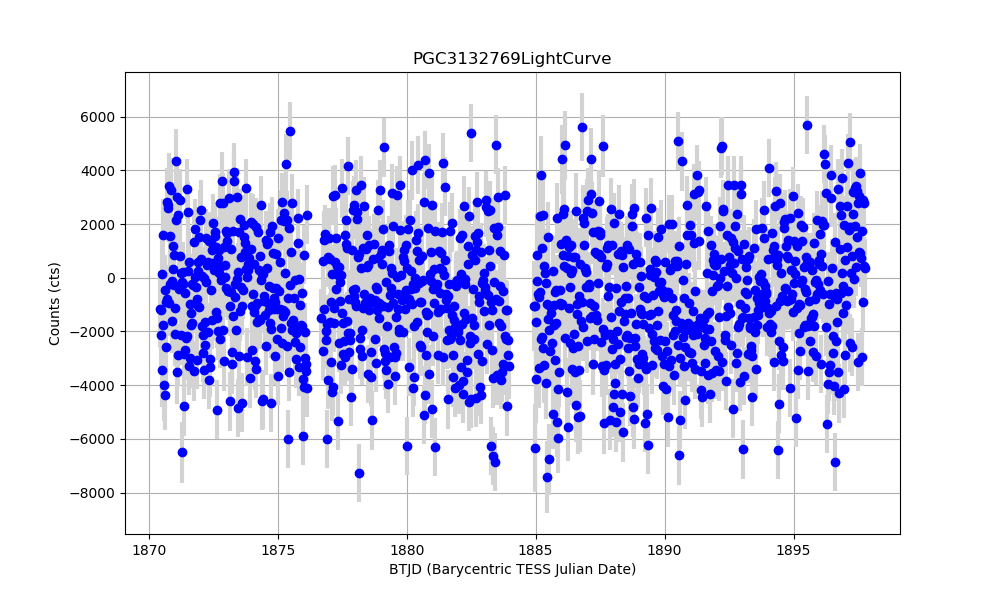 PGC3132769LightCurve
6000
4000
2000
0
−2000
−4000
−6000
−8000
Counts (cts)
1870 1875 1880 1885 1890 1895
BTJD (Barycentric TESS Julian Date)